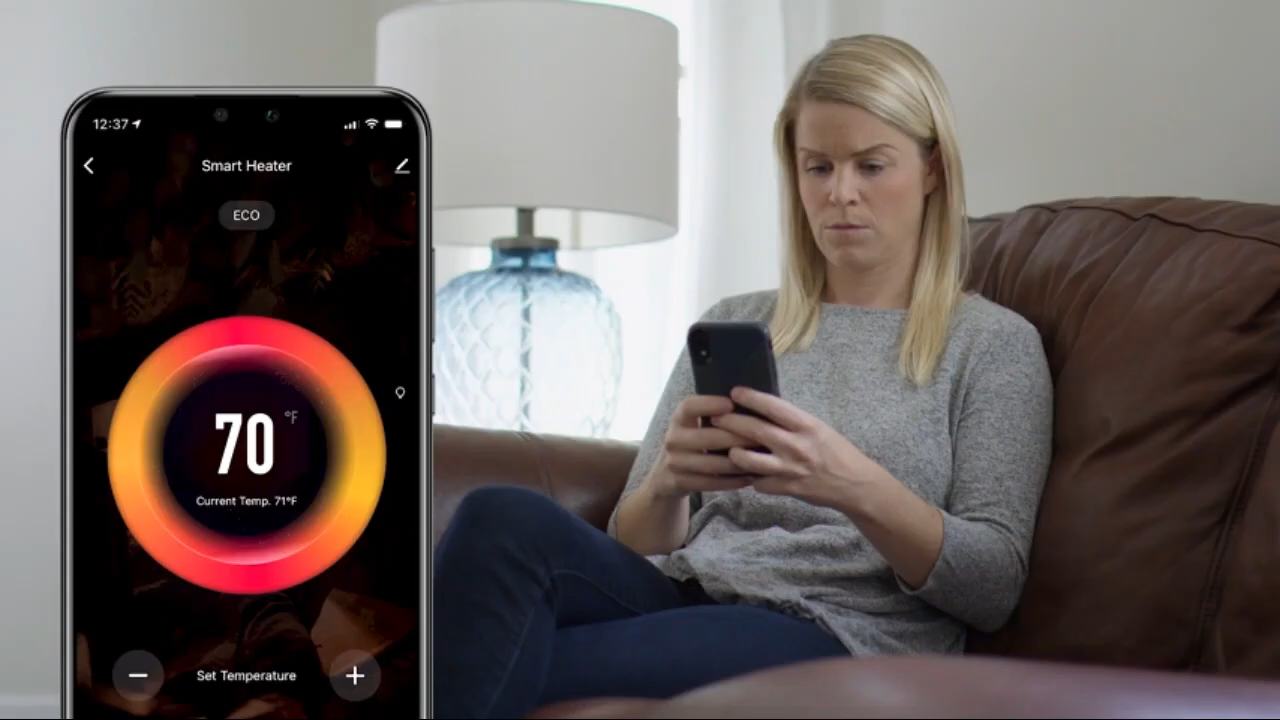 12:37
Smart Heater
ECO
70 °F
Current Temp. 71°F
Set Temperature